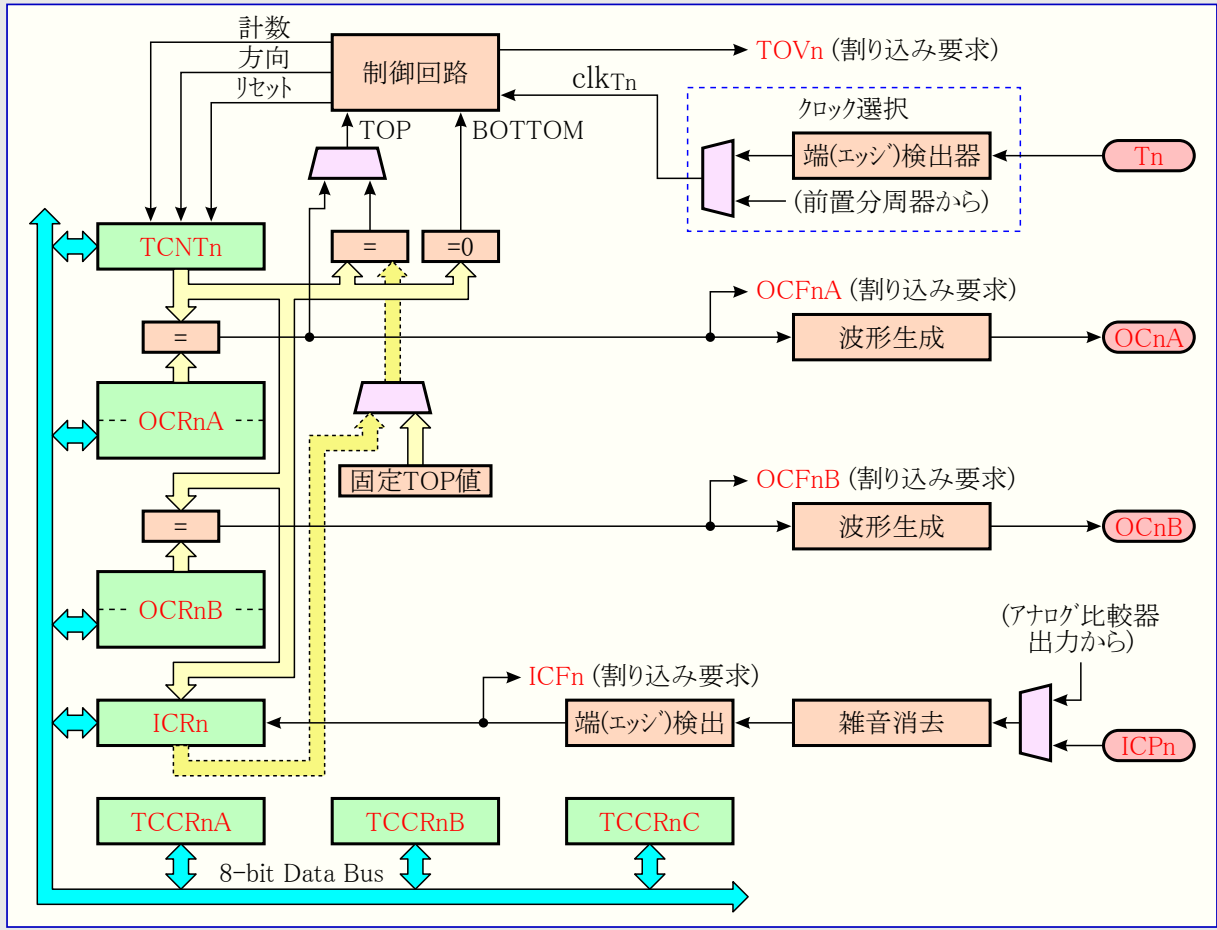 計数
方向
リセット
制御回路
TOVn (割り込み要求)
clkTn
TOP
BOTTOM
クロック選択
端(エッジ)検出器
Tn
(前置分周器から)
TCNTn
=
=0
OCFnA (割り込み要求)
=
波形生成
OCnA
OCRnA
固定TOP値
OCFnB (割り込み要求)
=
波形生成
OCnB
OCRnB
(アナログ比較器
出力から)
ICFn (割り込み要求)
ICRn
端(エッジ)検出
雑音消去
ICPn
TCCRnA
TCCRnB
TCCRnC
8-bit Data Bus